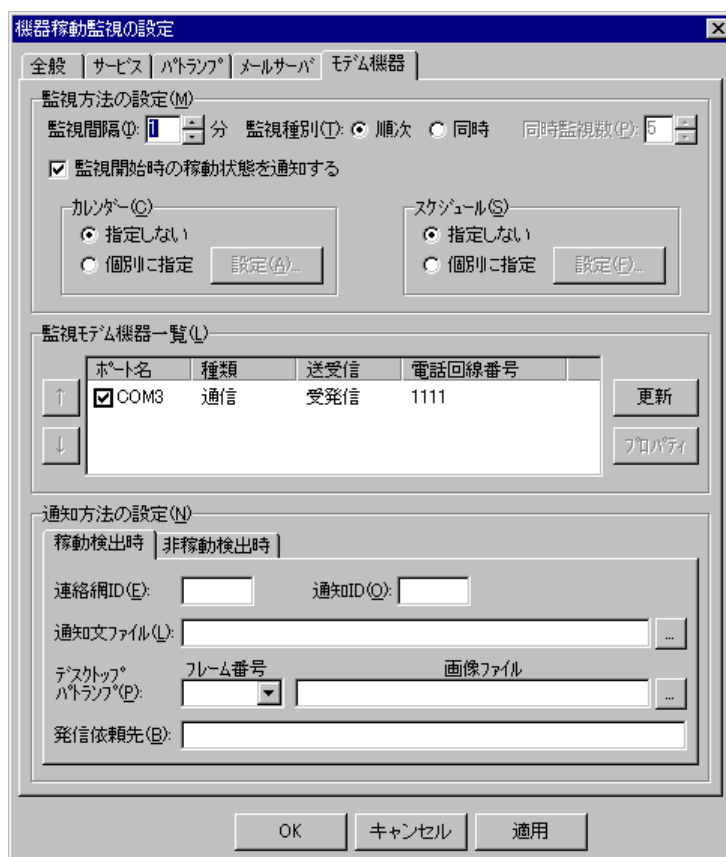 機器稼動監視の設定
全般 サービス パトランプ メールサーバ モデム機器
監視方法の設定(M)
監視間隔(I): 1 分 監視種別(T): 順次 同時 同時監視数(P): 5
監視開始時の稼動状態を通知する
カレンダー(C) スケジュール(S)
指定しない 指定しない
個別に指定 設定(A)... 個別に指定 設定(F)...
監視モデム機器一覧(L)
ポート名 種類 送受信 電話回線番号
↑ COM3 通信 受発信 1111 更新
↓ プロパティ
通知方法の設定(N)
稼動検出時 非稼動検出時
連絡網ID(E): 通知ID(O):
通知文ファイル(L): ...
フレーム番号 画像ファイル
デスクトップ
パトランプ(P): ...
発信依頼先(B):
OK キャンセル 適用